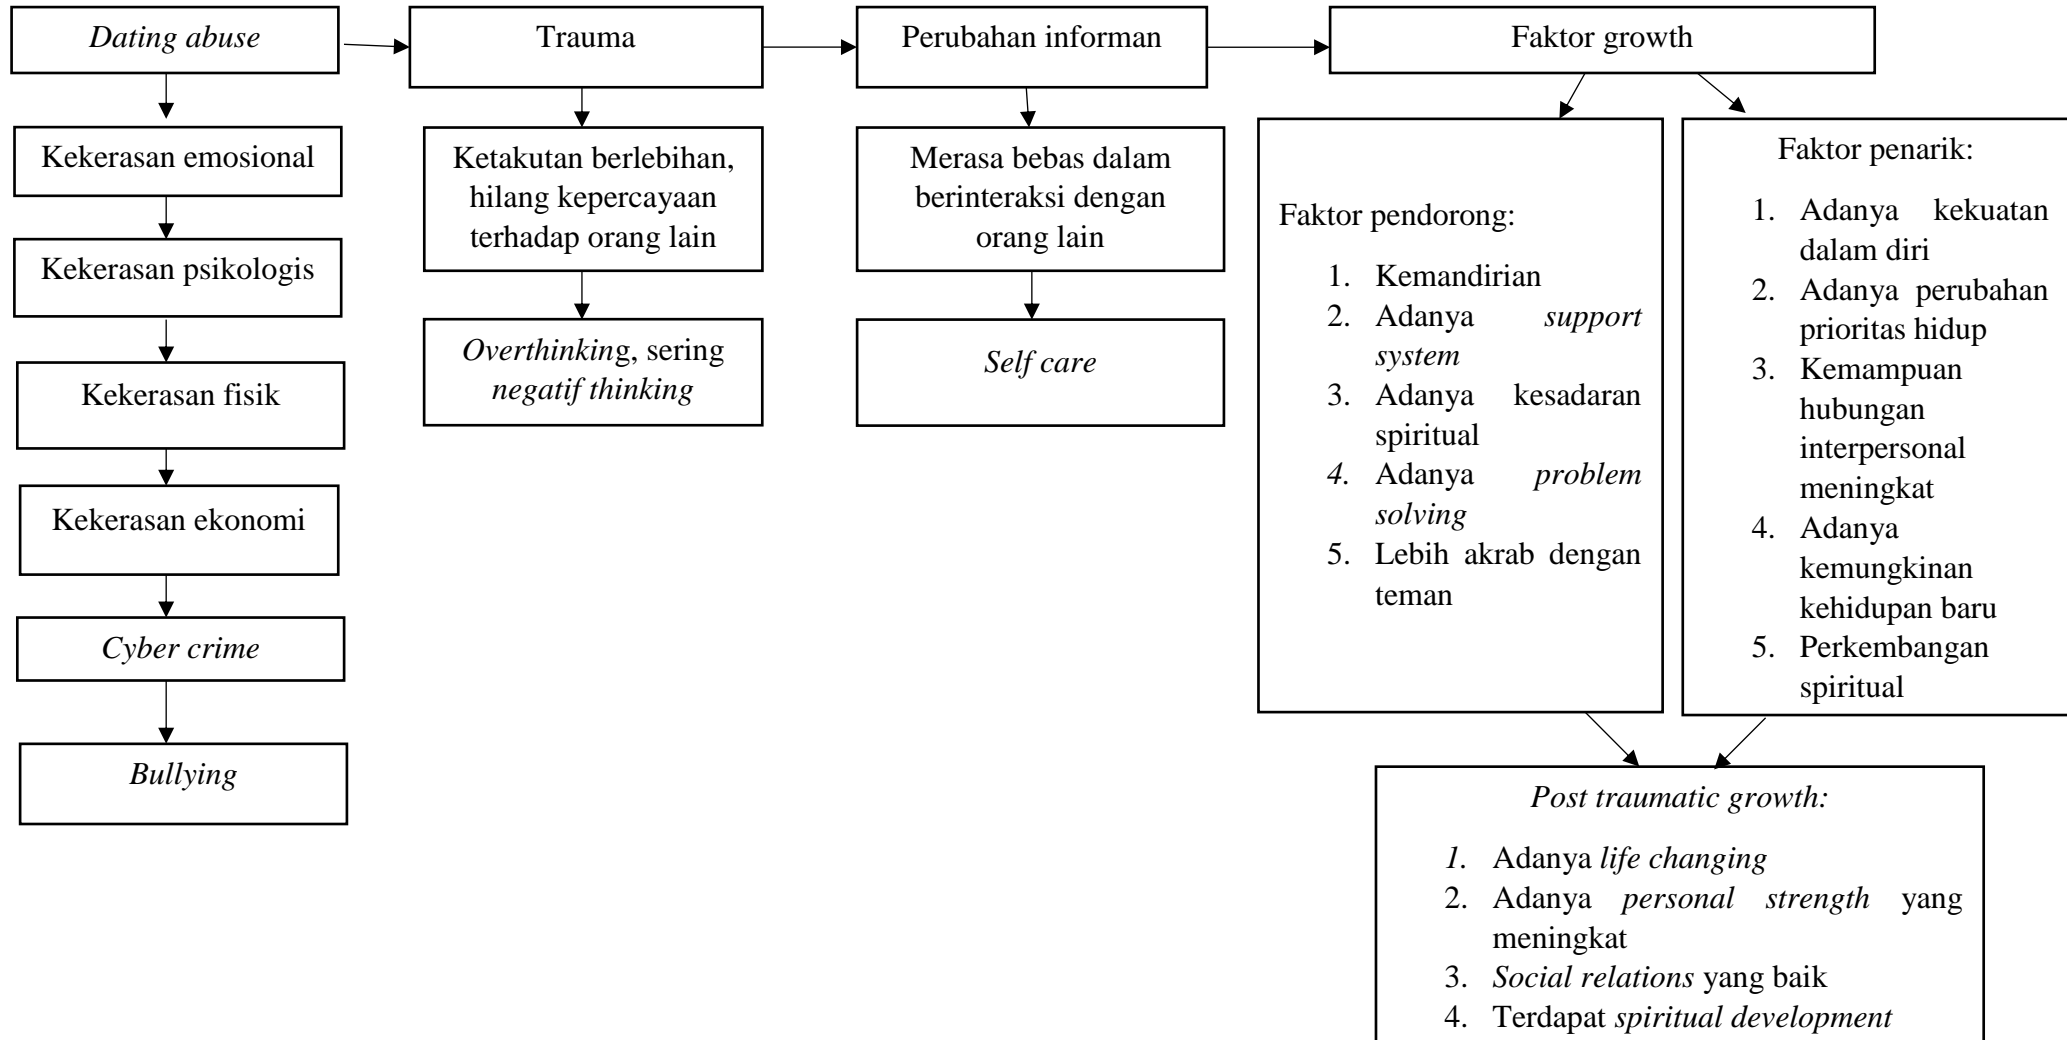 Dating abuse
Trauma
Perubahan informan
Faktor growth
Kekerasan emosional
Kekerasan psikologis
Kekerasan fisik
Kekerasan ekonomi
Cyber crime
Bullying
Ketakutan berlebihan,
hilang kepercayaan
terhadap orang lain
Overthinking, sering
negatif thinking
Merasa bebas dalam
berinteraksi dengan
orang lain
Self care
Faktor pendorong:
1. Kemandirian
2. Adanya support
system
3. Adanya kesadaran
spiritual
4. Adanya problem
solving
5. Lebih akrab dengan
teman
Faktor penarik:
1. Adanya kekuatan
dalam diri
2. Adanya perubahan
prioritas hidup
3. Kemampuan
hubungan
interpersonal
meningkat
4. Adanya
kemungkinan
kehidupan baru
5. Perkembangan
spiritual
Post traumatic growth:
1. Adanya life changing
2. Adanya personal strength yang
meningkat
3. Social relations yang baik
4. Terdapat spiritual development